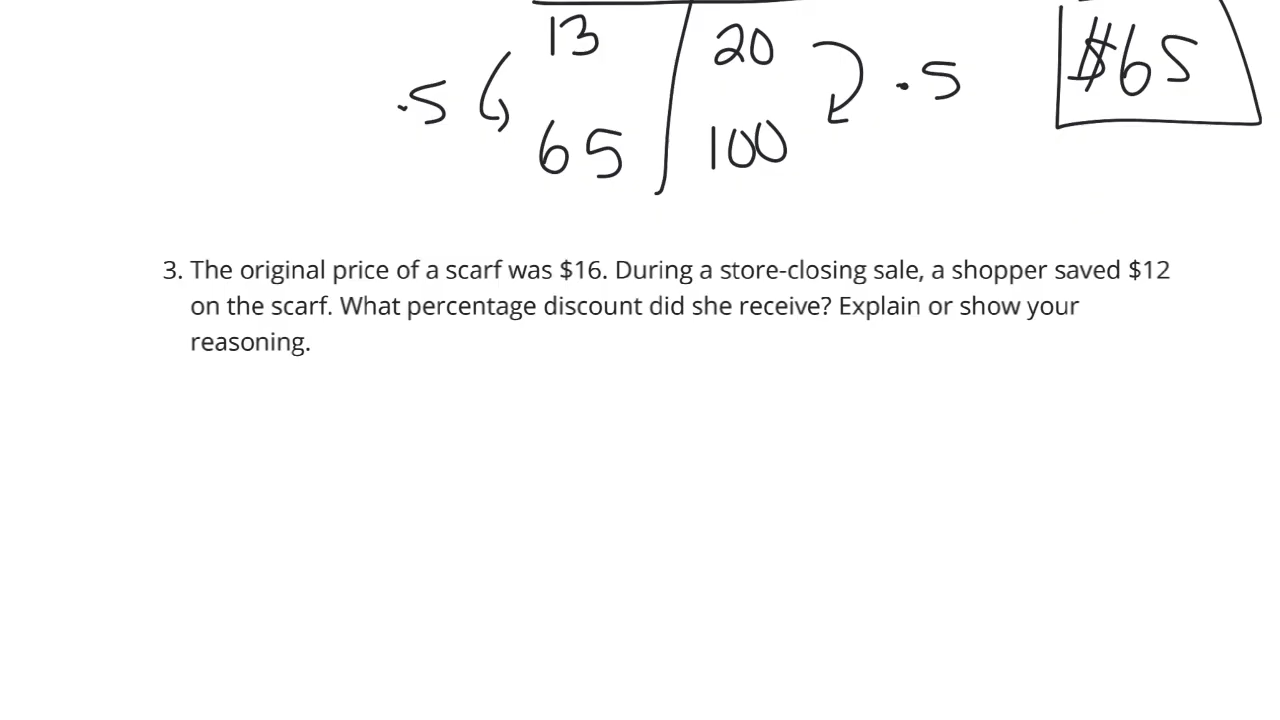 13 20
$65
·5 ·5
65 100
3. The original price of a scarf was $16. During a store-closing sale, a shopper saved $12
on the scarf. What percentage discount did she receive? Explain or show your
reasoning.